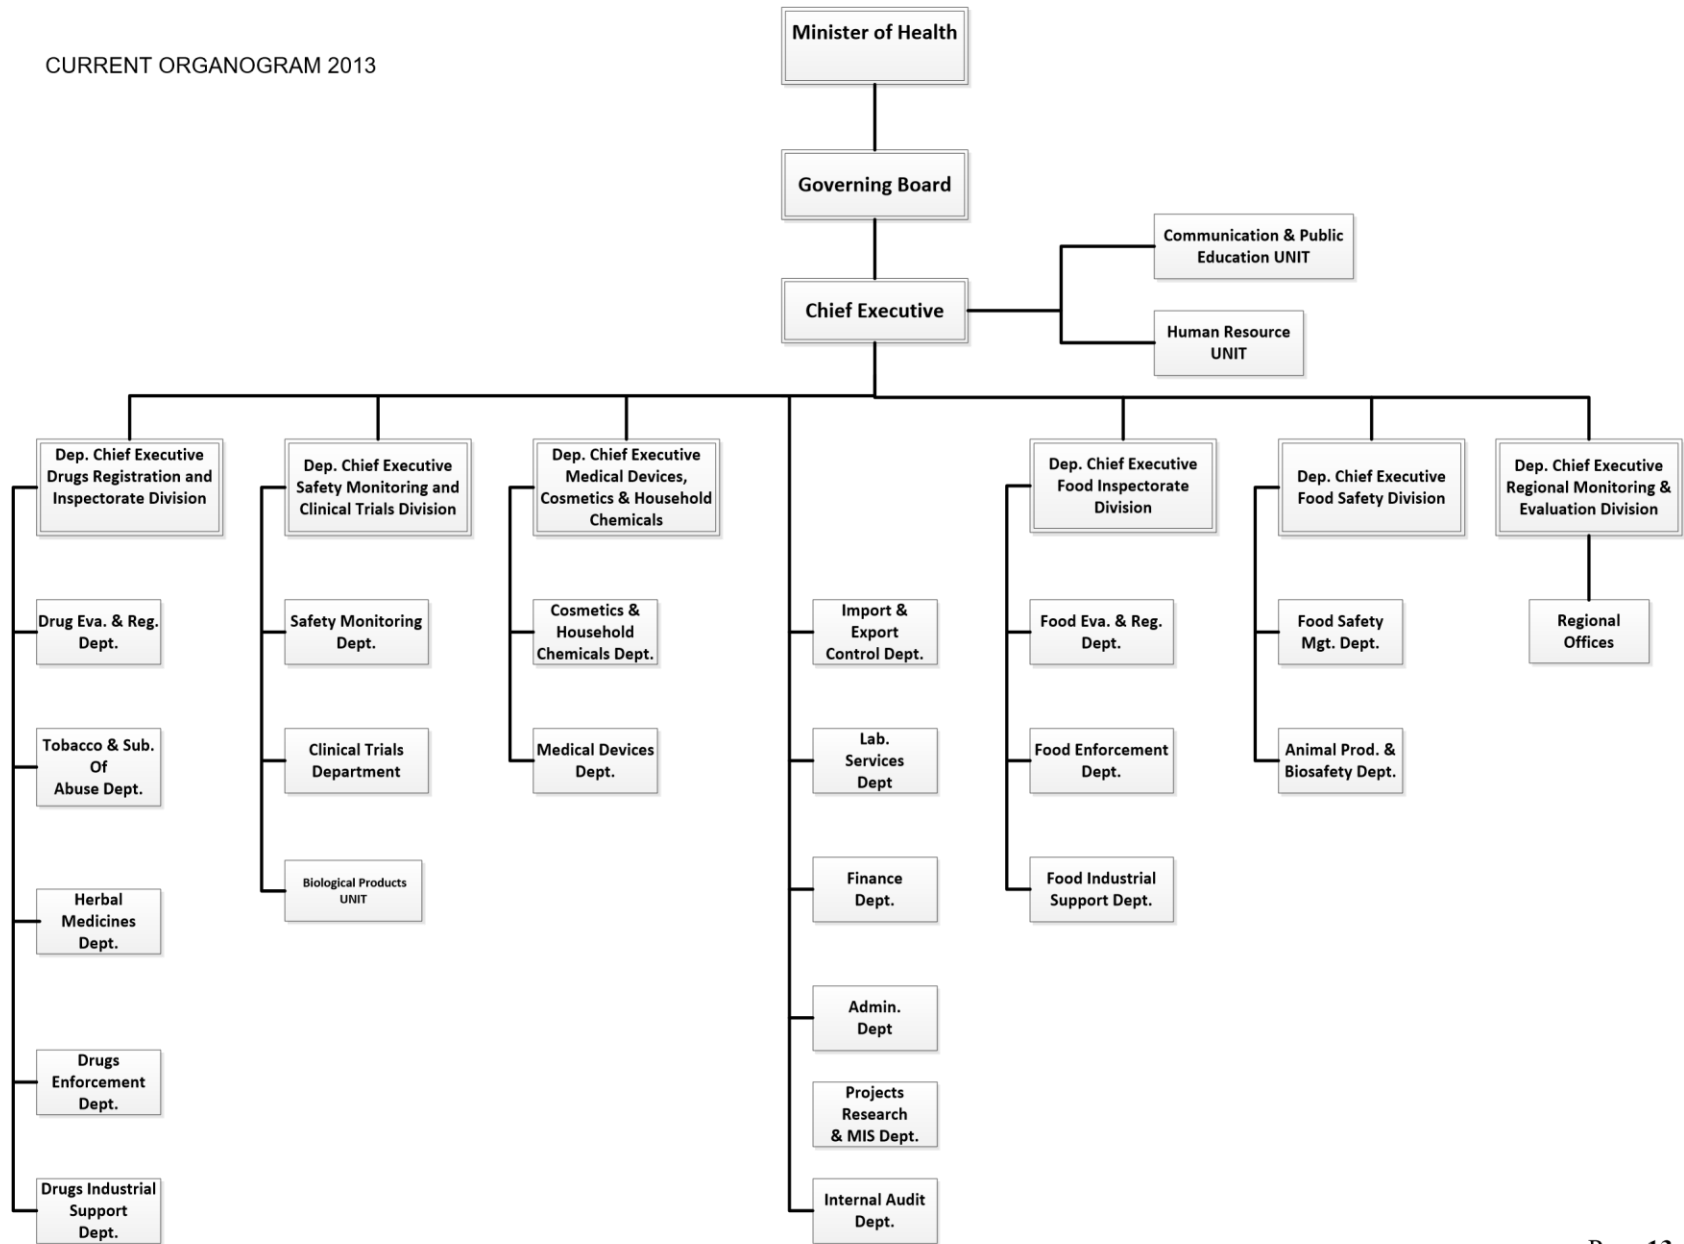 CURRENT ORGANOGRAM 2013
Minister of Health
Governing Board
Chief Executive
Communication & Public
Education UNIT
Human Resource
UNIT
Dep. Chief Executive
Drugs Registration and
Inspectorate Division
Dep. Chief Executive
Safety Monitoring and
Clinical Trials Division
Dep. Chief Executive
Medical Devices,
Cosmetics & Household
Chemicals
Dep. Chief Executive
Food Inspectorate
Division
Dep. Chief Executive
Food Safety Division
Dep. Chief Executive
Regional Monitoring &
Evaluation Division
Drug Eva. & Reg.
Dept.
Tobacco & Sub.
Of
Abuse Dept.
Herbal
Medicines
Dept.
Drugs
Enforcement
Dept.
Drugs Industrial
Support
Dept.
Safety Monitoring
Dept.
Clinical Trials
Department
Biological Products
UNIT
Cosmetics &
Household
Chemicals Dept.
Medical Devices
Dept.
Import &
Export
Control Dept.
Lab.
Services
Dept
Finance
Dept.
Admin.
Dept
Projects
Research
& MIS Dept.
Internal Audit
Dept.
Food Eva. & Reg.
Dept.
Food Enforcement
Dept.
Food Industrial
Support Dept.
Food Safety
Mgt. Dept.
Animal Prod. &
Biosafety Dept.
Regional
Offices